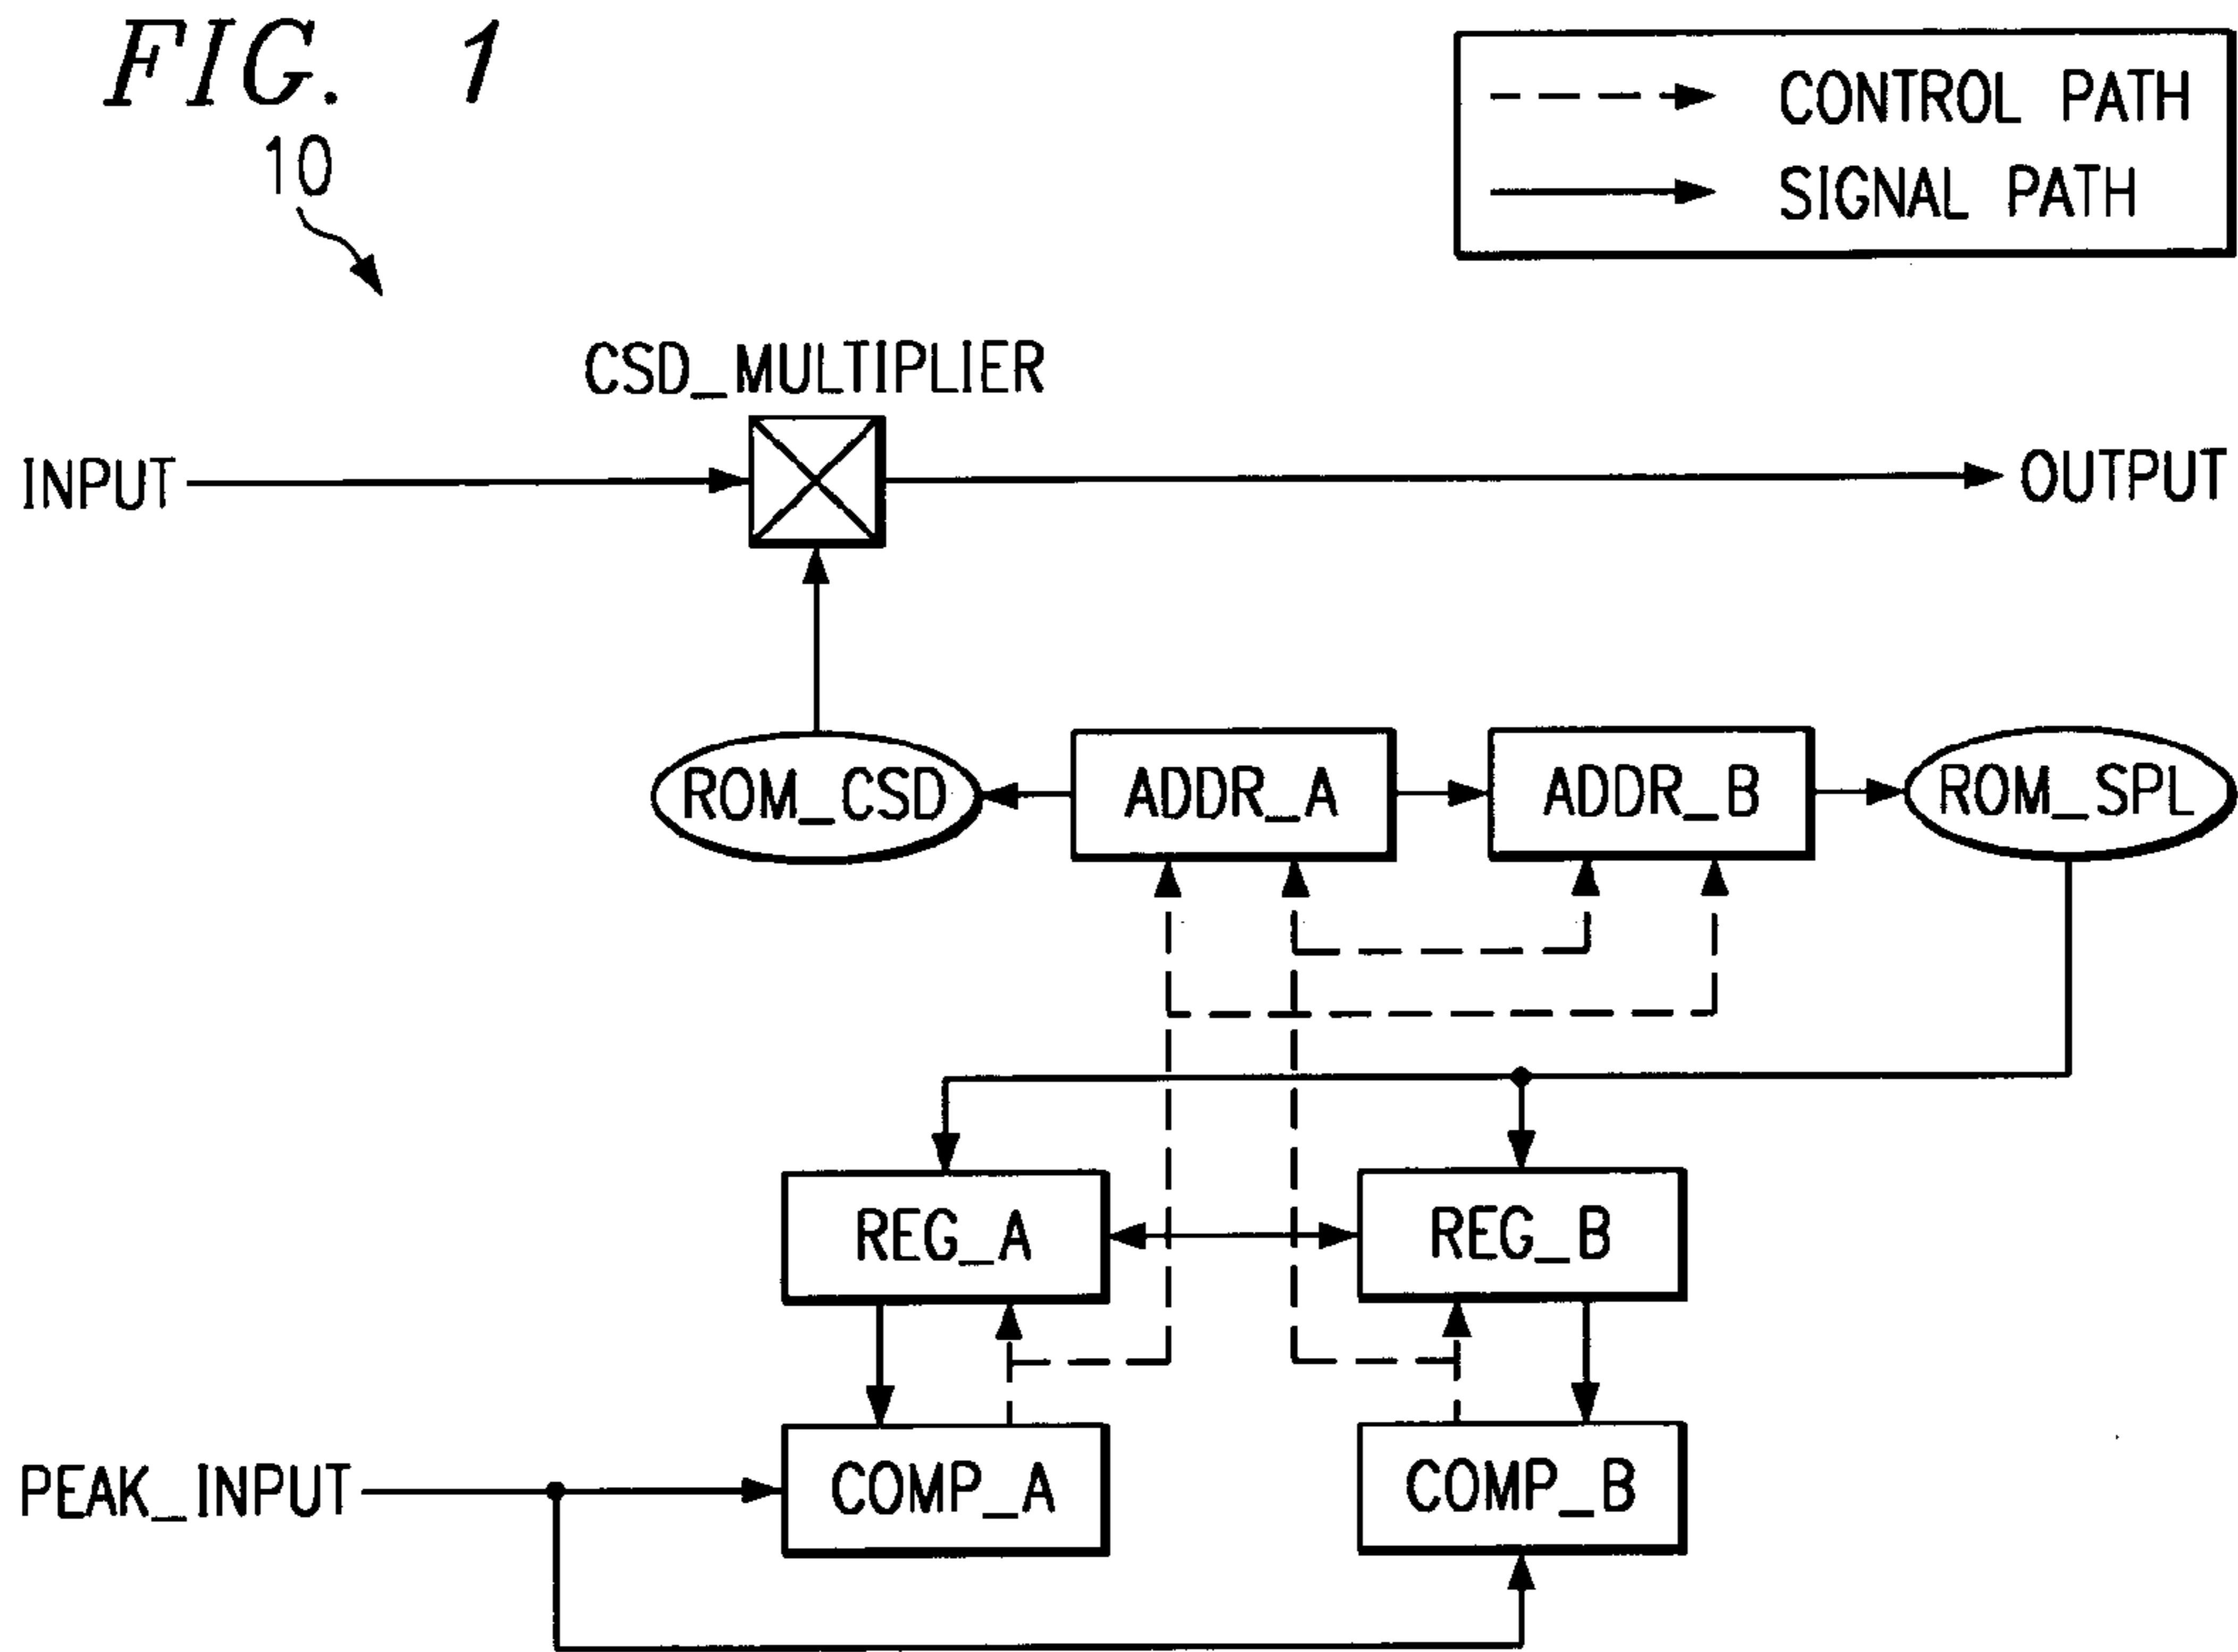 FIG. 1
10
CONTROL PATH
SIGNAL PATH
CSD_MULTIPLIER
INPUT
OUTPUT
ROM_CSD
ADDR_A
ADDR_B
ROM_SPL
REG_A
REG_B
PEAK_INPUT
COMP_A
COMP_B